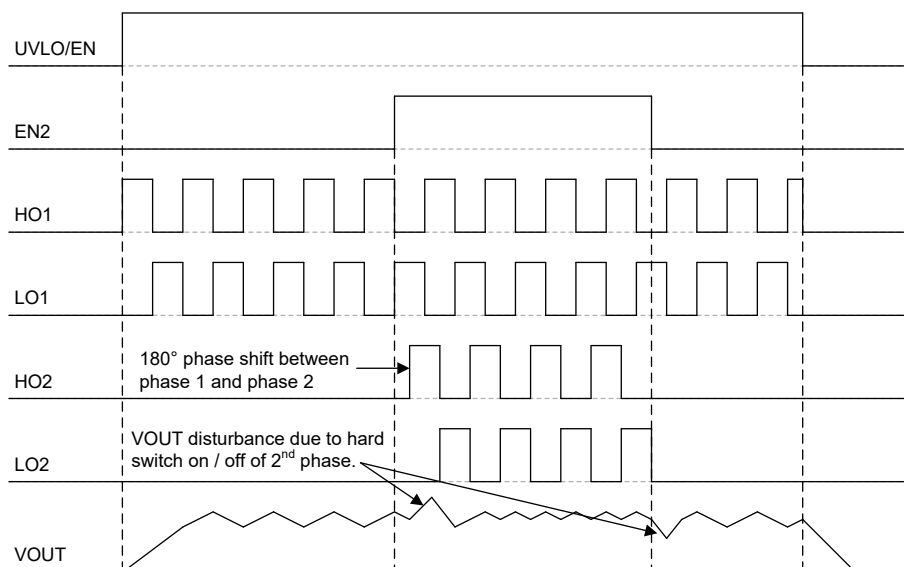 UVLO/EN
EN2
HO1
LO1
180° phase shift between
phase 1 and phase 2
HO2
VOUT disturbance due to hard
switch on / off of 2nd phase.
LO2
VOUT